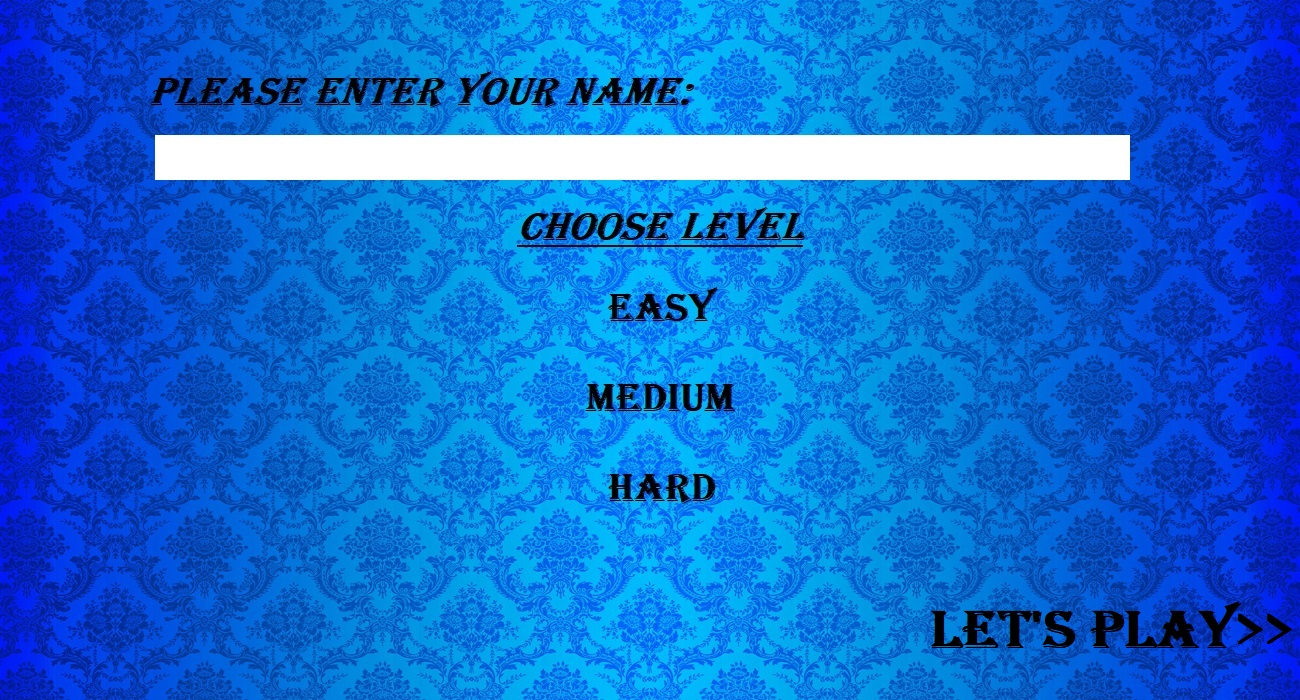 PLEASE ENTER YOUR NAME:
CHOOSE LEVEL
EASY
MEDIUM
HARD
LET'S PLAY>>